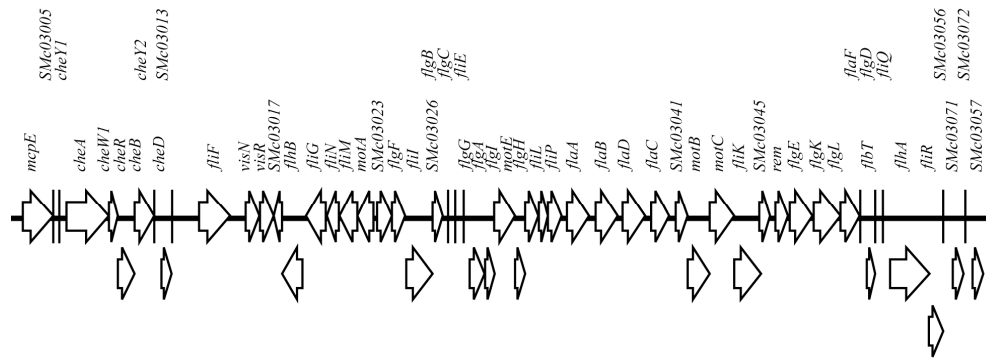 mcpE
SMc03005
cheY1
cheA
cheW1
cheR
cheB
cheY2
cheD
SMc03013
fliF
visN
visR
SMc03017
flhB
fliG
fliN
fliM
motA
SMc03023
flgF
fliI
SMc03026
flgB
flgC
fliE
flgG
flgA
flgI
motE
flgH
fliL
fliP
flaA
flaB
flaD
flaC
SMc03041
motB
motC
fliK
SMc03045
rem
flgE
flgK
flgL
flaF
flbT
flgD
fliQ
flhA
fliR
SMc03056
SMc03071
SMc03072
SMc03057